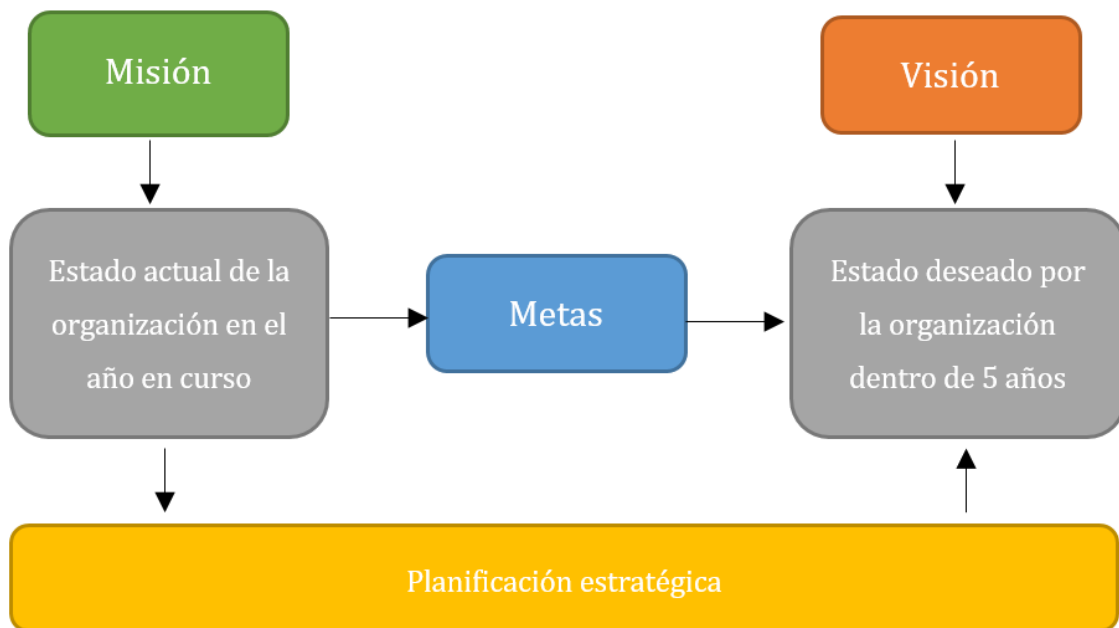 Misión
Visión
Estado actual de la
organización en el
año en curso
Metas
Estado deseado por
la organización
dentro de 5 años
Planificación estratégica